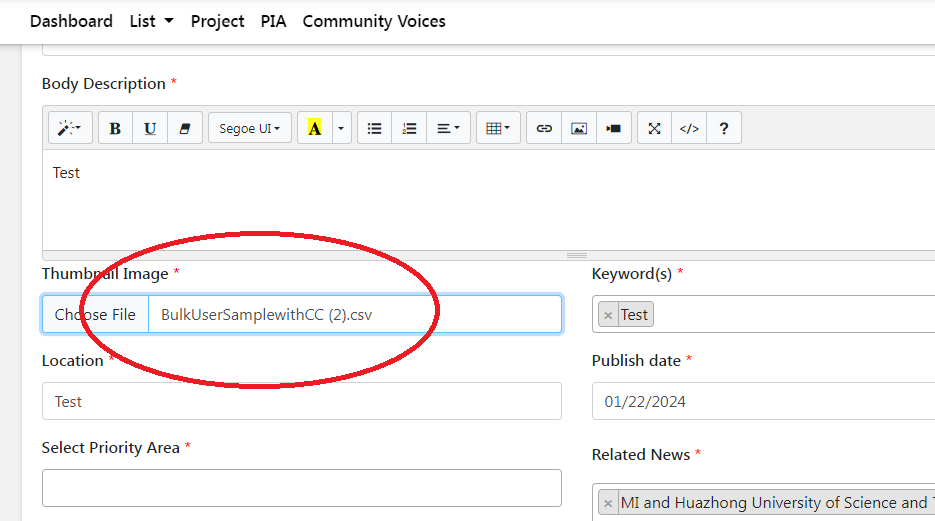 Dashboard List Project PIA Community Voices
Body Description *
B U Segoe UI A </> ?
Test
Thumbnail Image *
Keyword(s) *
Choose File BulkUserSamplewithCC (2).csv
× Test
Location *
Publish date *
Test
01/22/2024
Select Priority Area *
Related News *
× MI and Huazhong University of Science and T